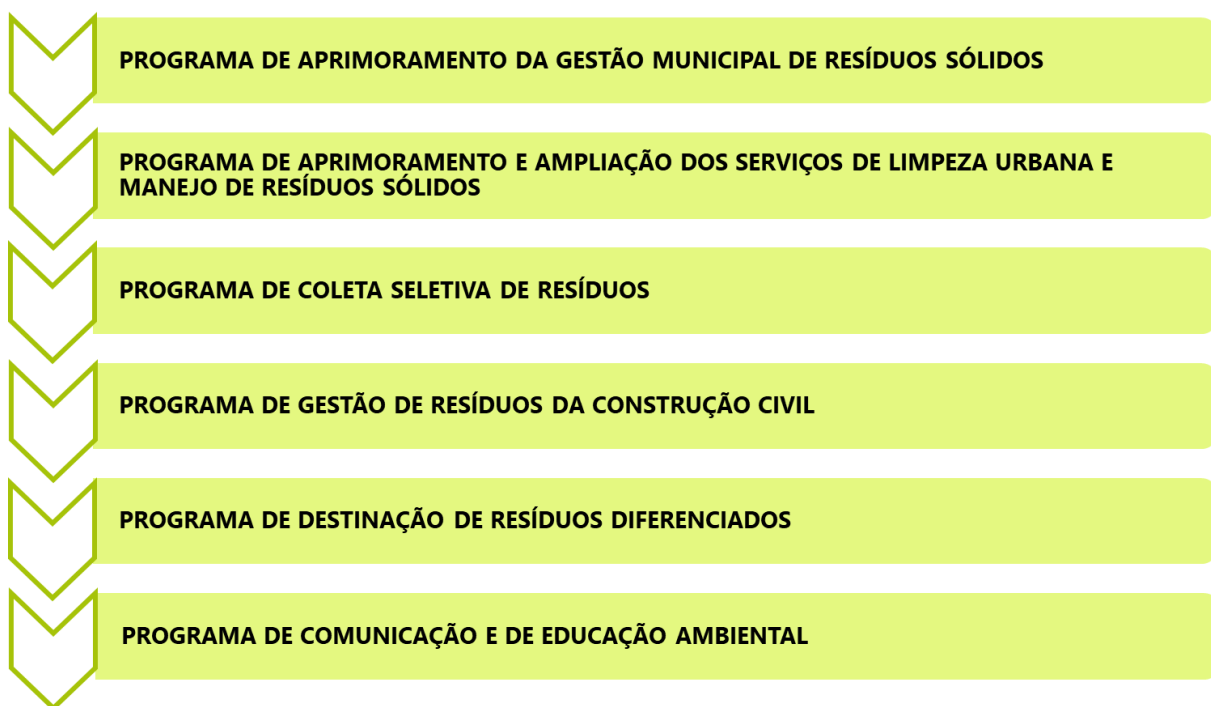 PROGRAMA DE APRIMORAMENTO DA GESTÃO MUNICIPAL DE RESÍDUOS SÓLIDOS
PROGRAMA DE APRIMORAMENTO E AMPLIAÇÃO DOS SERVIÇOS DE LIMPEZA URBANA E
MANEJO DE RESÍDUOS SÓLIDOS
PROGRAMA DE COLETA SELETIVA DE RESÍDUOS
PROGRAMA DE GESTÃO DE RESÍDUOS DA CONSTRUÇÃO CIVIL
PROGRAMA DE DESTINAÇÃO DE RESÍDUOS DIFERENCIADOS
PROGRAMA DE COMUNICAÇÃO E DE EDUCAÇÃO AMBIENTAL